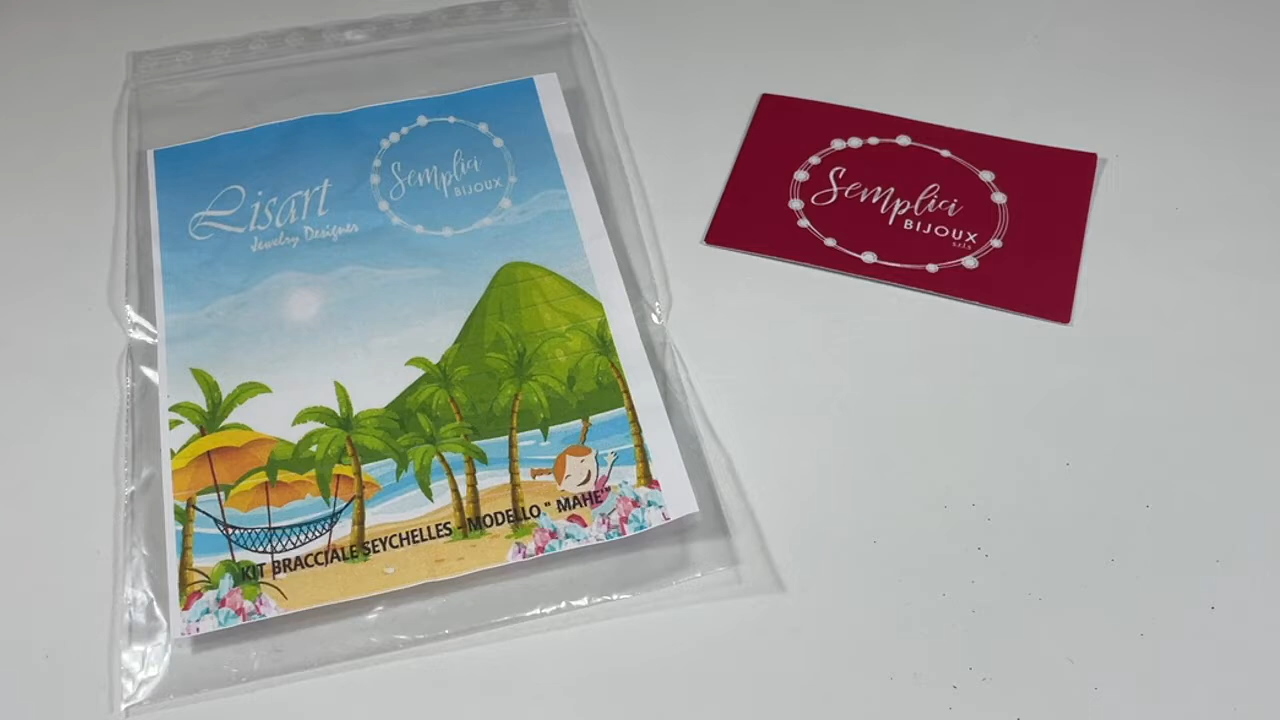 Lisart
Jewelry Designer
Semplici
BIJOUX
KIT BRACCIALE SEYCHELLES - MODELLO " MAHE'"
Semplici
BIJOUX
s.r.l.s